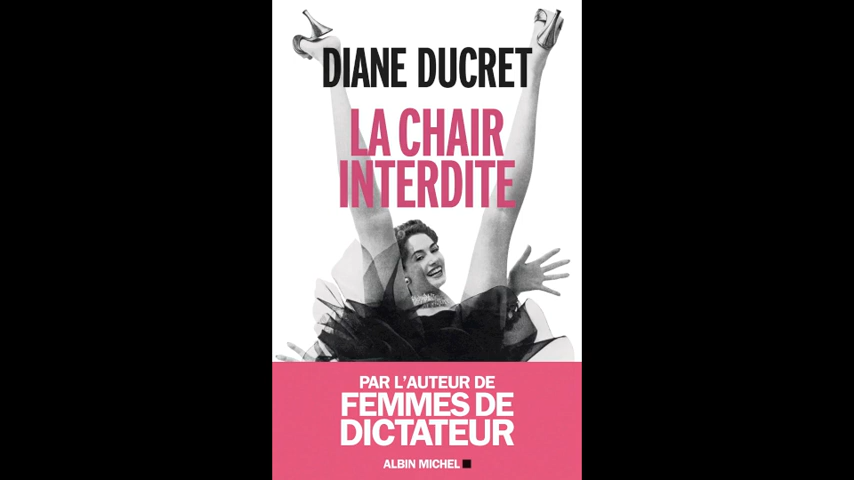 DIANE DUCRET
LA CHAIR
INTERDITE
PAR L'AUTEUR DE
FEMMES DE
DICTATEUR
ALBIN MICHEL